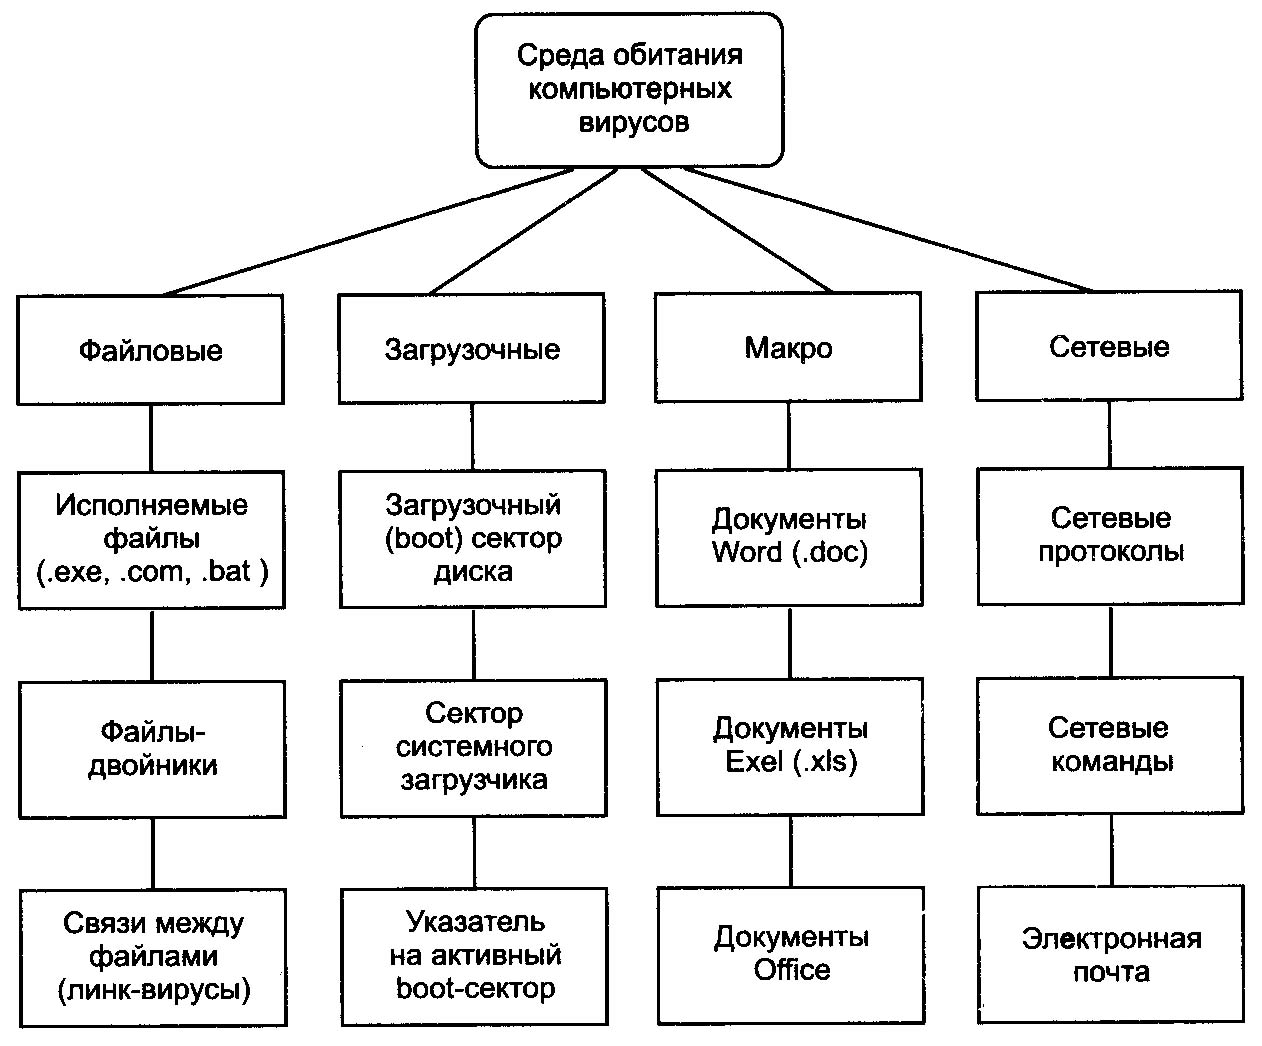 Среда обитания
компьютерных
вирусов
Файловые
Загрузочные
Макро
Сетевые
Исполняемые
файлы
(.exe, .com, .bat )
Загрузочный
(boot) сектор
диска
Документы
Word (.doc)
Сетевые
протоколы
Файлы-
двойники
Сектор
системного
загрузчика
Документы
Exel (.xls)
Сетевые
команды
Связи между
файлами
(линк-вирусы)
Указатель
на активный
boot-сектор
Документы
Office
Электронная
почта